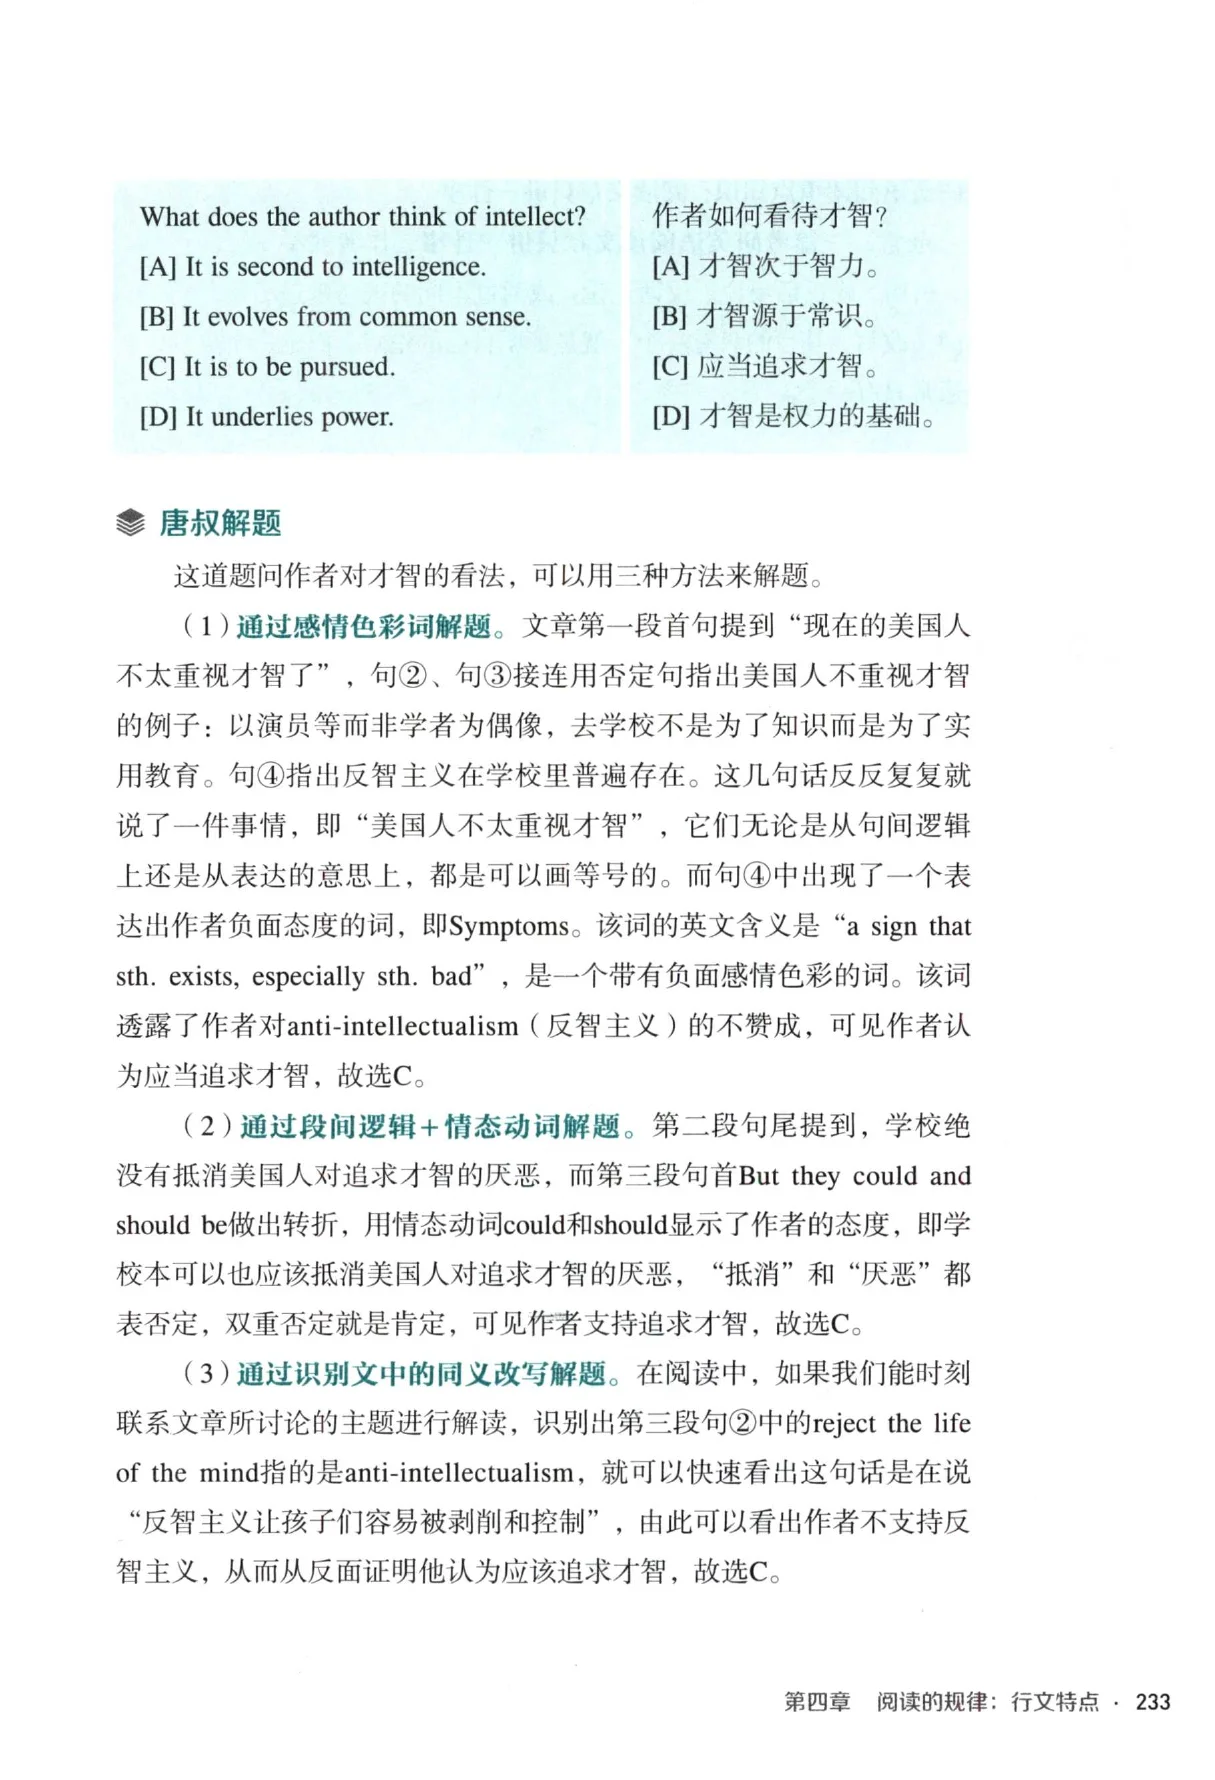 What does the author think of intellect?
[A] It is second to intelligence.
[B] It evolves from common sense.
[C] It is to be pursued.
[D] It underlies power.
作者如何看待才智？
[A] 才智次于智力。
[B] 才智源于常识。
[C] 应当追求才智。
[D] 才智是权力的基础。
唐叔解题
这道题问作者对才智的看法，可以用三种方法来解题。
（1）通过感情色彩词解题。文章第一段首句提到“现在的美国人
不太重视才智了”，句②、句③接连用否定句指出美国人不重视才智
的例子：以演员等而非学者为偶像，去学校不是为了知识而是为了实
用教育。句④指出反智主义在学校里普遍存在。这几句话反反复复就
说了一件事情，即“美国人不太重视才智”，它们无论是从句间逻辑
上还是从表达的意思上，都是可以画等号的。而句④中出现了一个表
达出作者负面态度的词，即Symptoms。该词的英文含义是“a sign that
sth. exists, especially sth. bad”，是一个带有负面感情色彩的词。该词
透露了作者对anti-intellectualism（反智主义）的不赞成，可见作者认
为应当追求才智，故选C。
（2）通过段间逻辑+情态动词解题。第二段句尾提到，学校绝
没有抵消美国人对追求才智的厌恶，而第三段句首But they could and
should be做出转折，用情态动词could和should显示了作者的态度，即学
校本可以也应该抵消美国人对追求才智的厌恶，“抵消”和“厌恶”都
表否定，双重否定就是肯定，可见作者支持追求才智，故选C。
（3）通过识别文中的同义改写解题。在阅读中，如果我们能时刻
联系文章所讨论的主题进行解读，识别出第三段句②中的reject the life
of the mind指的是anti-intellectualism，就可以快速看出这句话是在说
“反智主义让孩子们容易被剥削和控制”，由此可以看出作者不支持反
智主义，从而从反面证明他认为应该追求才智，故选C。
第四章 阅读的规律：行文特点 · 233